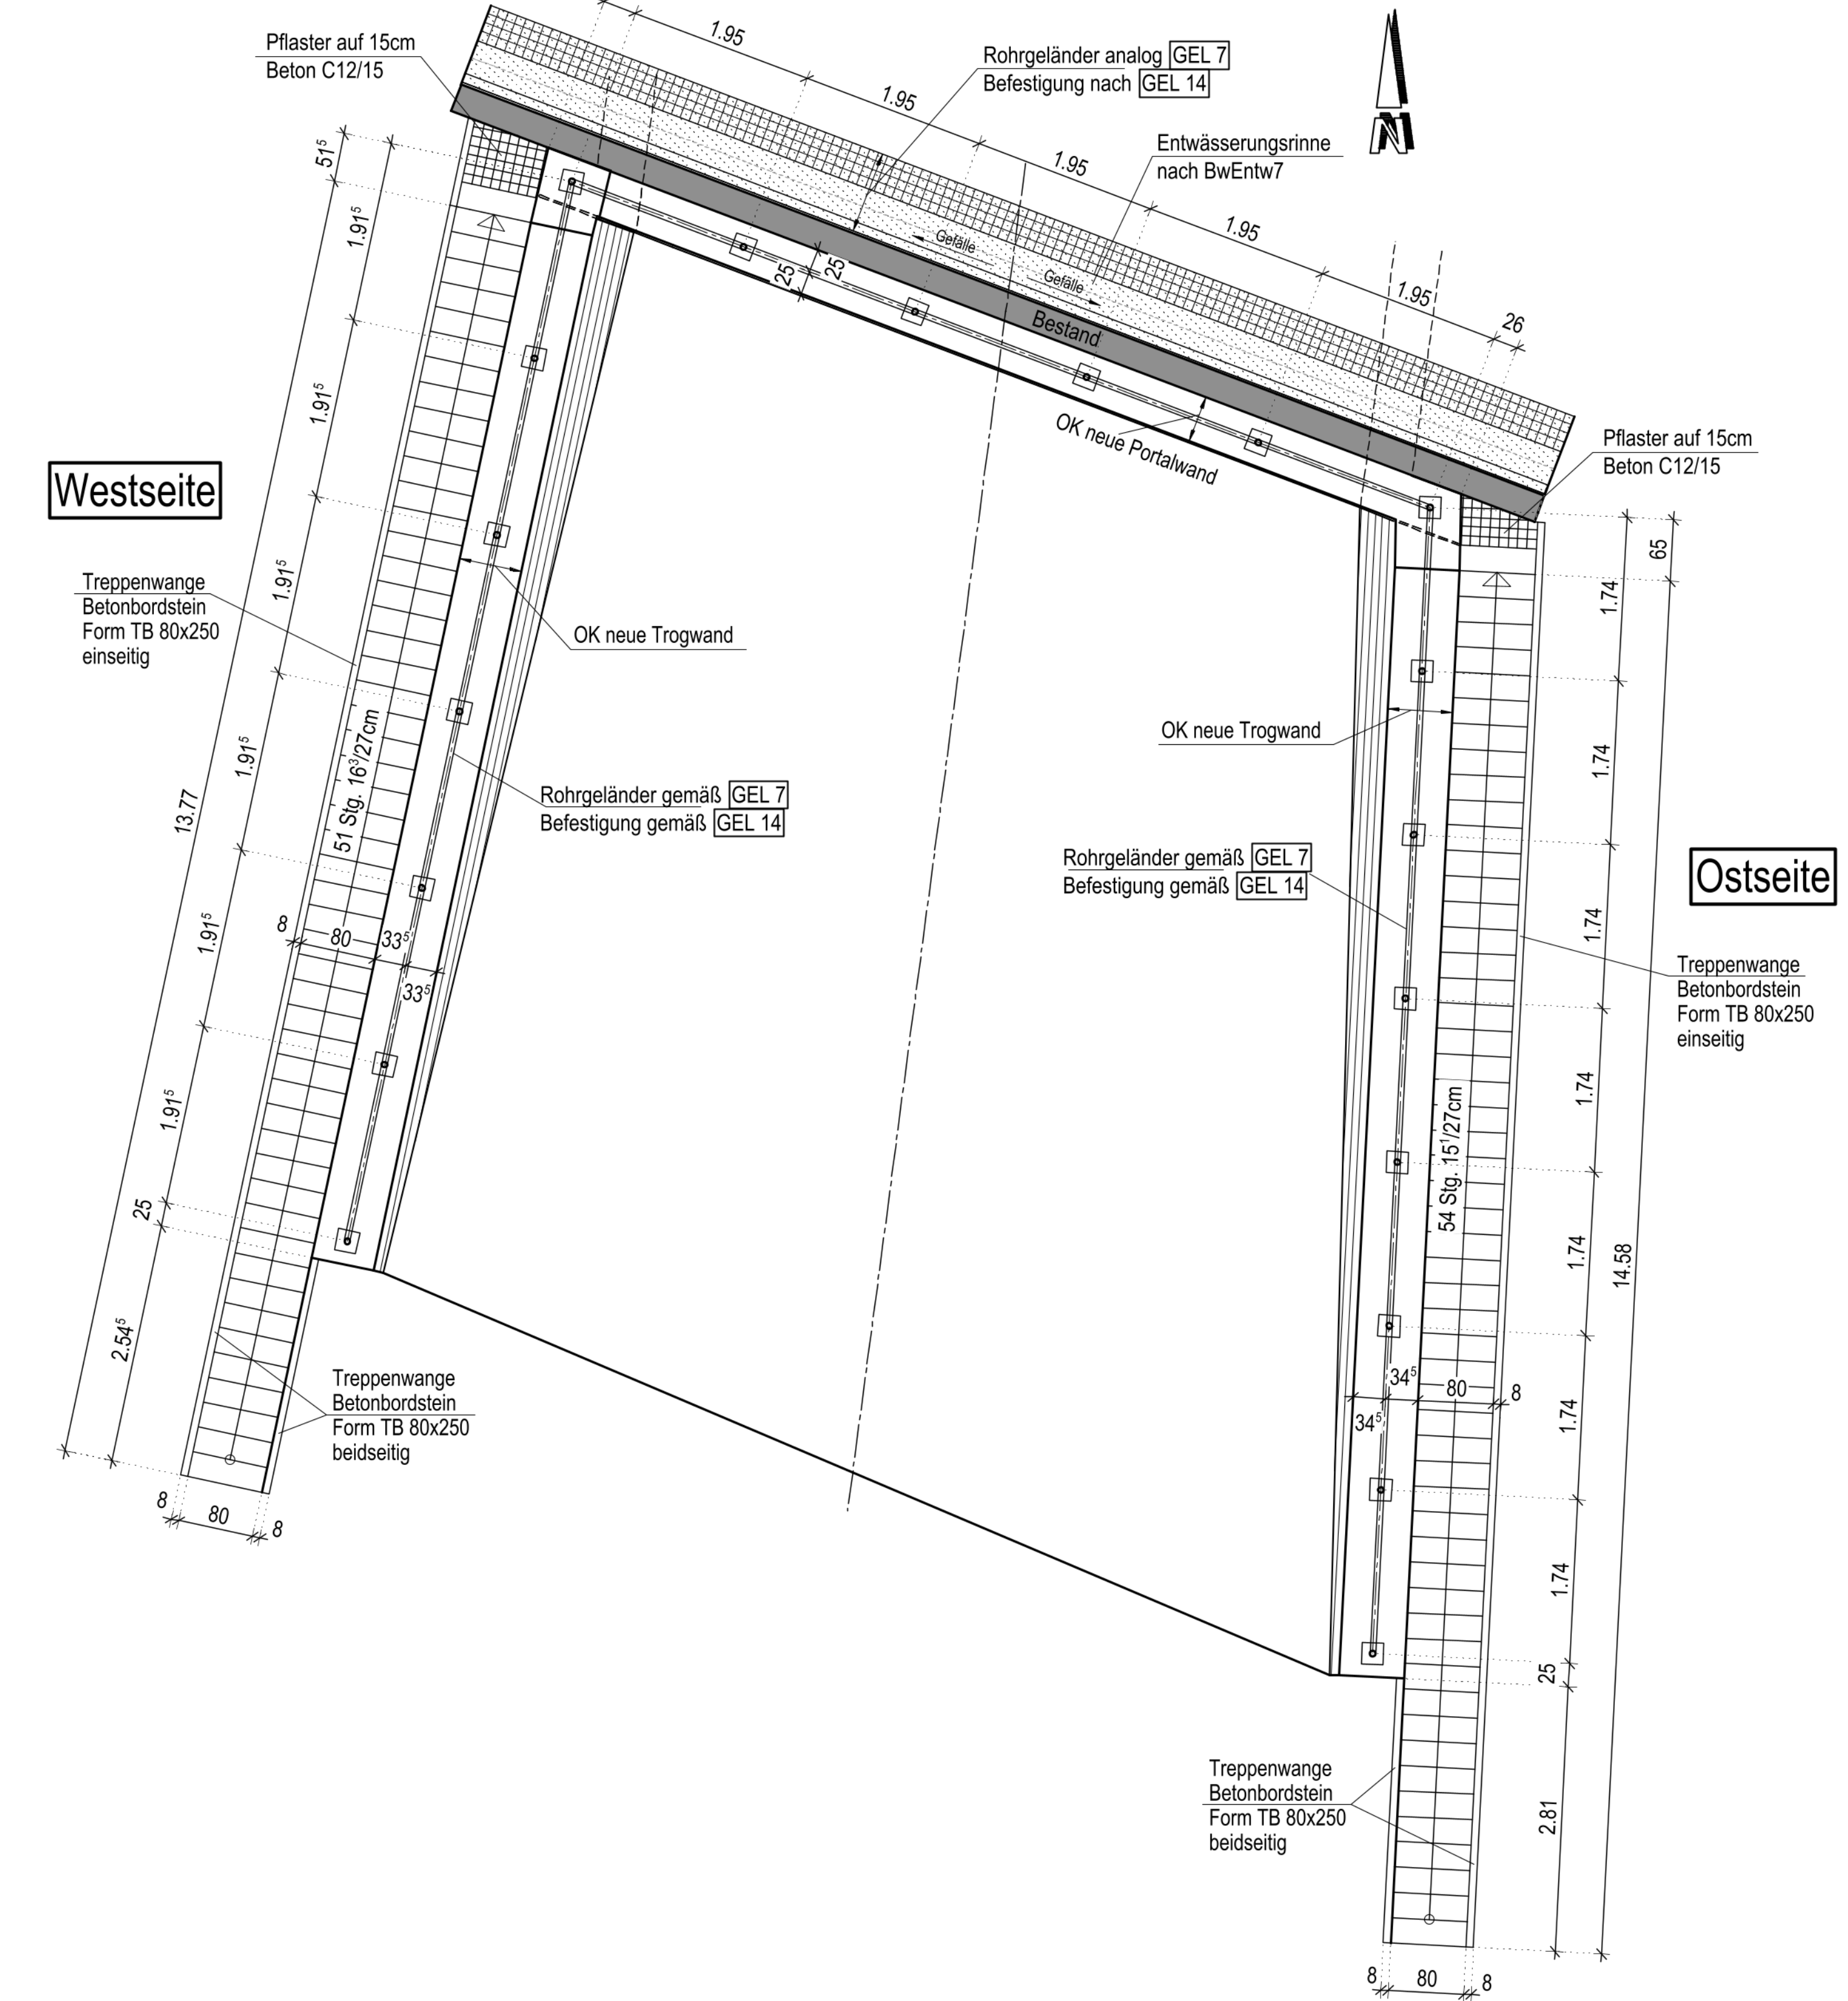 Pflaster auf 15cm
Beton C12/15
1.95
Rohrgeländer analog GEL 7
Befestigung nach GEL 14
1.95
Entwässerungsrinne
nach BwEntw7
N
1.95
1.95
1.95
26
51⁵
1.91⁵
Gefälle
Gefälle
25
25
Bestand
OK neue Portalwand
Pflaster auf 15cm
Beton C12/15
Westseite
1.91⁵
65
1.74
Treppenwange
Betonbordstein
Form TB 80x250
einseitig
1.91⁵
OK neue Trogwand
51 Stg. 16³/27cm
1.91⁵
13.77
OK neue Trogwand
1.74
Rohrgeländer gemäß GEL 7
Befestigung gemäß GEL 14
Rohrgeländer gemäß GEL 7
Befestigung gemäß GEL 14
Ostseite
1.91⁵
8
80
33⁵
33⁵
1.74
Treppenwange
Betonbordstein
Form TB 80x250
einseitig
1.91⁵
1.74
54 Stg. 15¹/27cm
25
1.74
14.58
2.54⁵
Treppenwange
Betonbordstein
Form TB 80x250
beidseitig
34⁵
80
8
34⁵
1.74
8
80
8
1.74
25
Treppenwange
Betonbordstein
Form TB 80x250
beidseitig
2.81
8
80
8